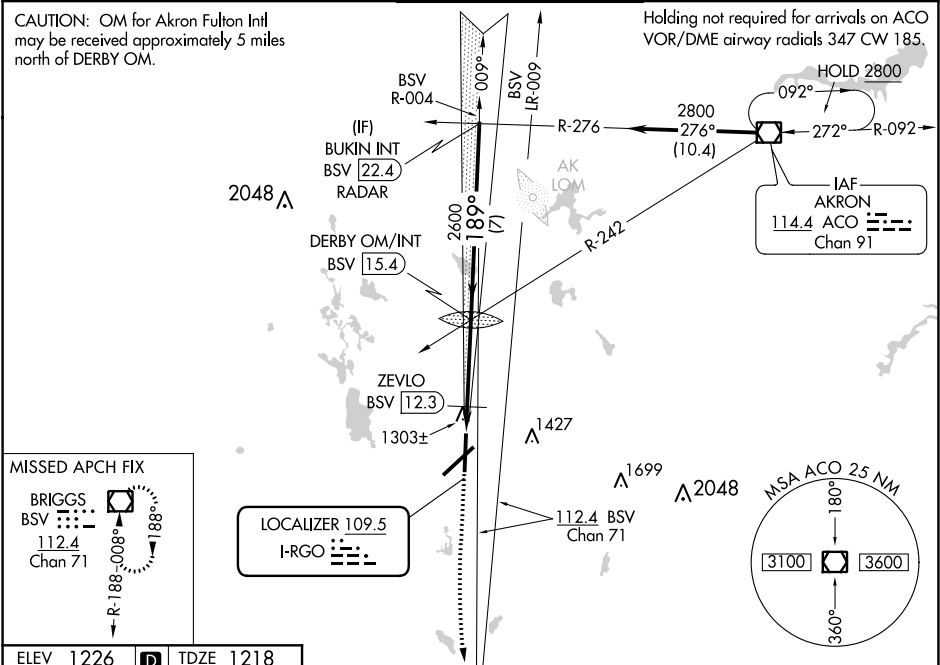 CAUTION: OM for Akron Fulton Intl
may be received approximately 5 miles
north of DERBY OM.
Holding not required for arrivals on ACO
VOR/DME airway radials 347 CW 185.
BSV
R-004
009°
BSV
LR-009
HOLD 2800
092°
272°
R-092
2800
276°
(10.4)
R-276
(IF)
BUKIN INT
BSV 22.4
RADAR
2048
AK
LOM
IAF
AKRON
114.4 ACO
Chan 91
2600
189°
(7)
R-242
DERBY OM/INT
BSV 15.4
ZEVLO
BSV 12.3
1303±
1427
1699
2048
MISSED APCH FIX
BRIGGS
BSV
112.4
Chan 71
R-188
008°
188°
LOCALIZER 109.5
I-RGO
112.4 BSV
Chan 71
MSA ACO 25 NM
180°
3100
3600
360°
ELEV 1226 D TDZE 1218